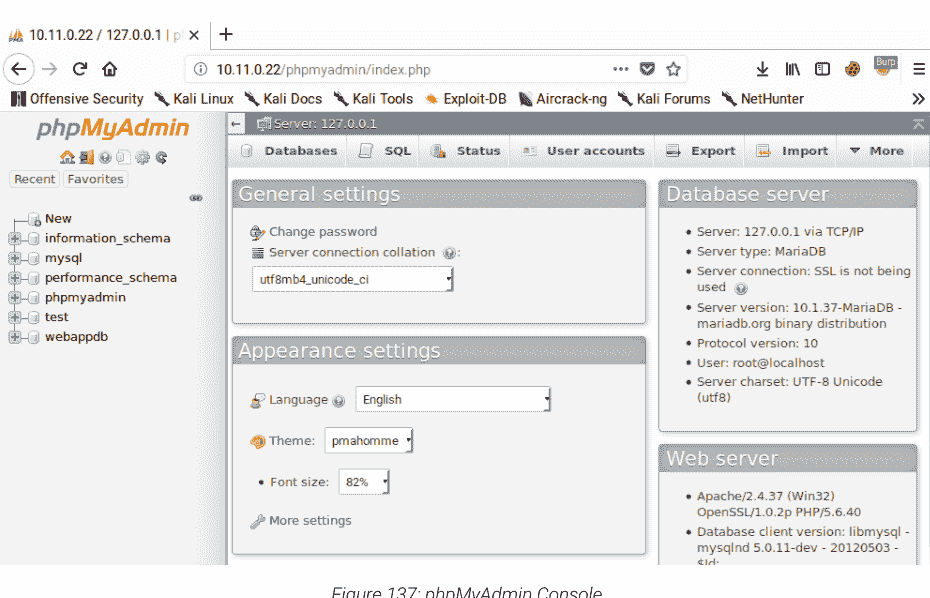 10.11.0.22 / 127.0.0.1 | p
10.11.0.22/phpmyadmin/index.php
Burp
Offensive Security Kali Linux Kali Docs Kali Tools Exploit-DB Aircrack-ng Kali Forums NetHunter
phpMyAdmin
Recent Favorites
New
information_schema
mysql
performance_schema
phpmyadmin
test
webappdb
Server: 127.0.0.1
Databases SQL Status User accounts Export Import More
General settings
Change password
Server connection collation :
utf8mb4_unicode_ci
Appearance settings
Language English
Theme: pmahomme
• Font size: 82%
More settings
Database server
• Server: 127.0.0.1 via TCP/IP
• Server type: MariaDB
• Server connection: SSL is not being
used
• Server version: 10.1.37-MariaDB -
mariadb.org binary distribution
• Protocol version: 10
• User: root@localhost
• Server charset: UTF-8 Unicode
(utf8)
Web server
• Apache/2.4.37 (Win32)
OpenSSL/1.0.2p PHP/5.6.40
• Database client version: libmysql -
mysqlnd 5.0.11-dev - 20120503 -
$Id:
Figure 137: phpMyAdmin Console